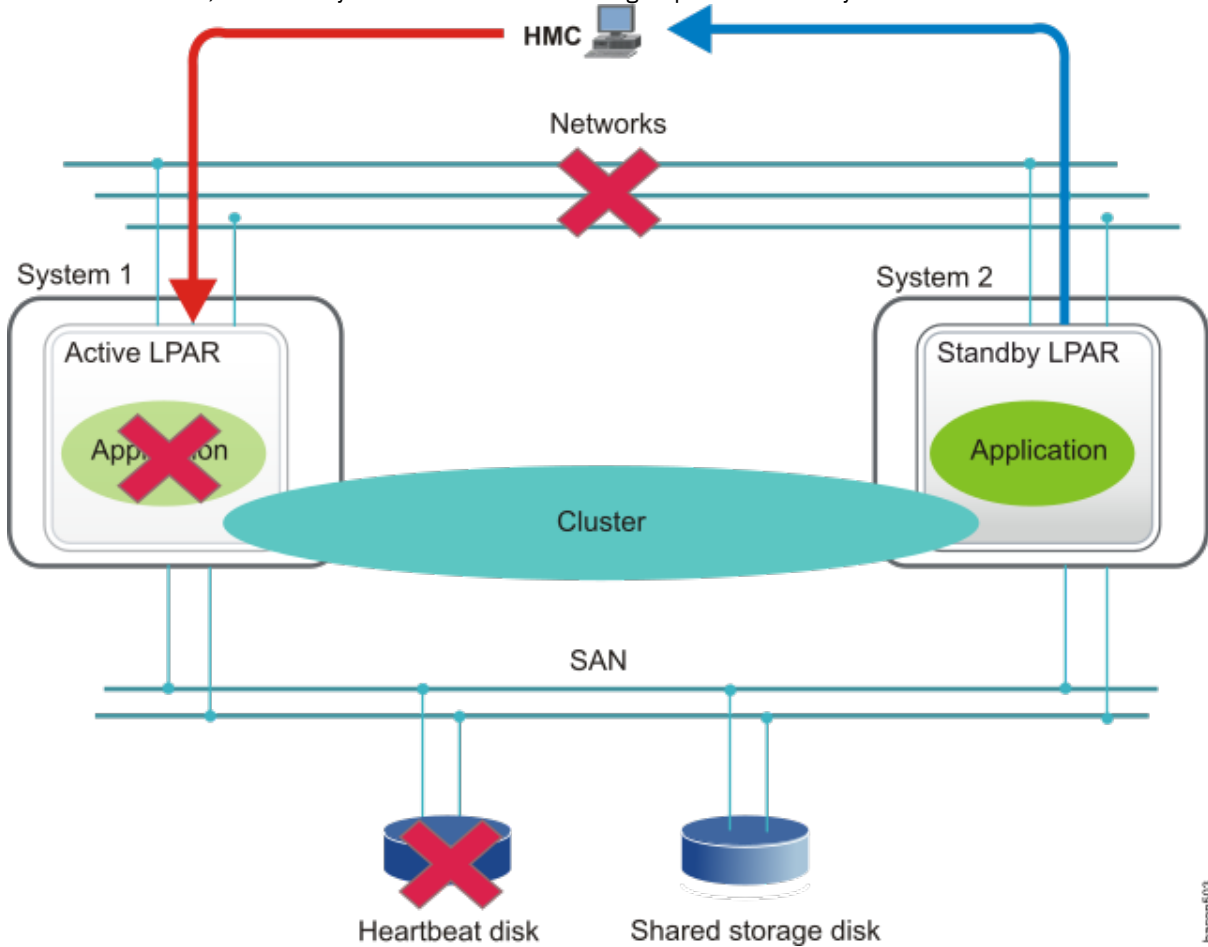 HMC
Networks
System 1
System 2
Active LPAR
Standby LPAR
Application
Cluster
SAN
Heartbeat disk
Shared storage disk